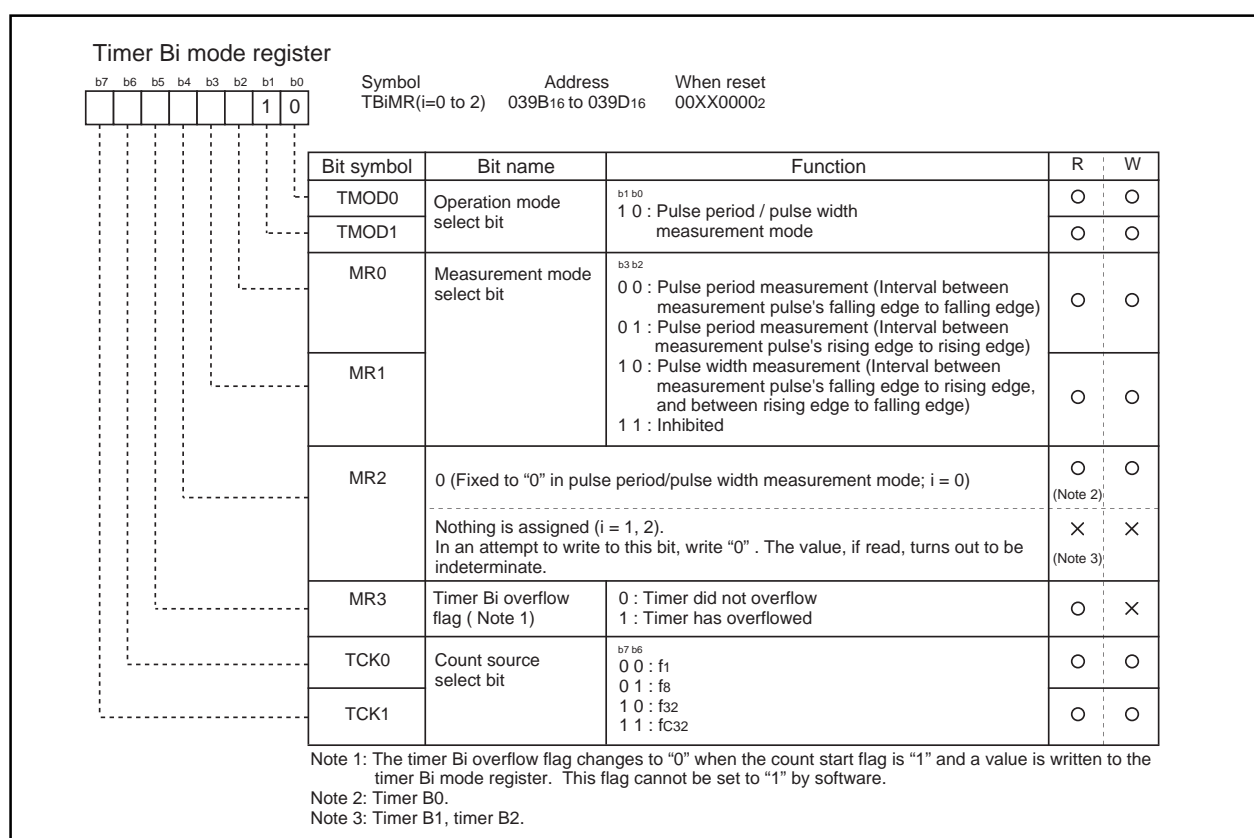 Timer Bi mode register
b7 b6 b5 b4 b3 b2 b1 b0
1 0
Symbol Address When reset
TBiMR(i=0 to 2) 039B16 to 039D16 00XX00002
Bit symbol Bit name Function R W
TMOD0
TMOD1
Operation mode
select bit
b1 b0
1 0 : Pulse period / pulse width
measurement mode
MR0
MR1
Measurement mode
select bit
b3 b2
0 0 : Pulse period measurement (Interval between
measurement pulse's falling edge to falling edge)
0 1 : Pulse period measurement (Interval between
measurement pulse's rising edge to rising edge)
1 0 : Pulse width measurement (Interval between
measurement pulse's falling edge to rising edge,
and between rising edge to falling edge)
1 1 : Inhibited
MR2
0 (Fixed to “0” in pulse period/pulse width measurement mode; i = 0)
(Note 2)
Nothing is assigned (i = 1, 2).
In an attempt to write to this bit, write “0” . The value, if read, turns out to be
indeterminate.
(Note 3)
MR3
Timer Bi overflow
flag ( Note 1)
0 : Timer did not overflow
1 : Timer has overflowed
TCK0
TCK1
Count source
select bit
b7 b6
0 0 : f1
0 1 : f8
1 0 : f32
1 1 : fC32
Note 1: The timer Bi overflow flag changes to “0” when the count start flag is “1” and a value is written to the
timer Bi mode register. This flag cannot be set to “1” by software.
Note 2: Timer B0.
Note 3: Timer B1, timer B2.